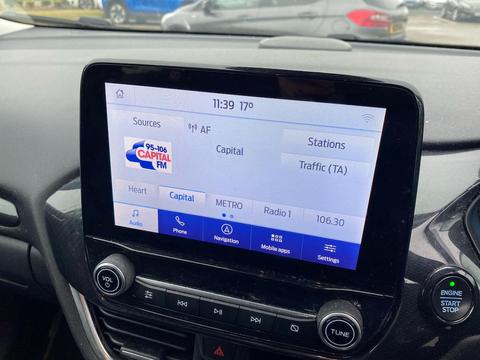 11:39 17°
Sources
AF
Stations
Capital
Traffic (TA)
95-106
CAPITAL
FM
Heart
Capital
METRO
Radio 1
106.30
Audio
Phone
Navigation
Mobile apps
Settings
VOL
TUNE
ENGINE
START
STOP